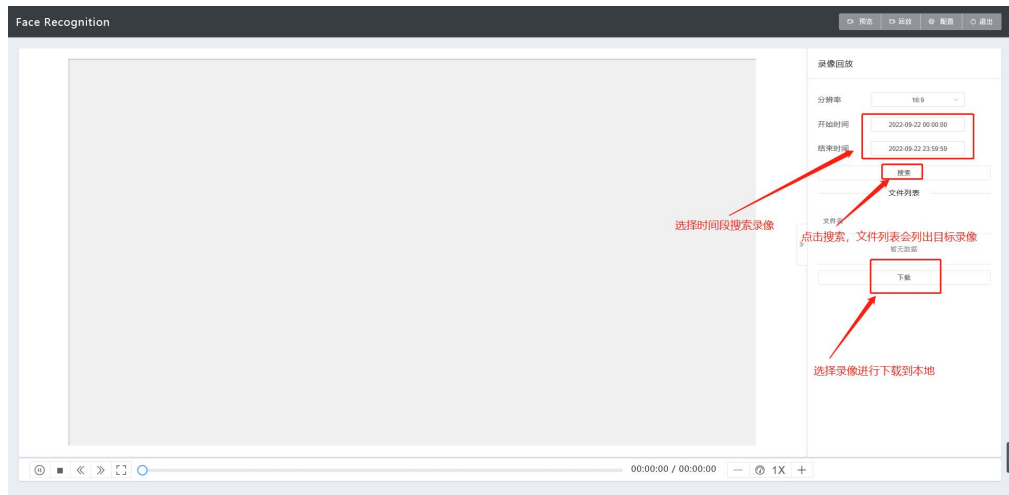 Face Recognition
预览 回放 配置 退出
录像回放
分辨率 16:9
开始时间 2022-09-22 00:00:00
结束时间 2022-09-22 23:59:59
搜索
文件列表
选择时间段搜索录像
文件名
点击搜索，文件列表会列出目标录像
暂无数据
下载
选择录像进行下载到本地
00:00:00 / 00:00:00 1X